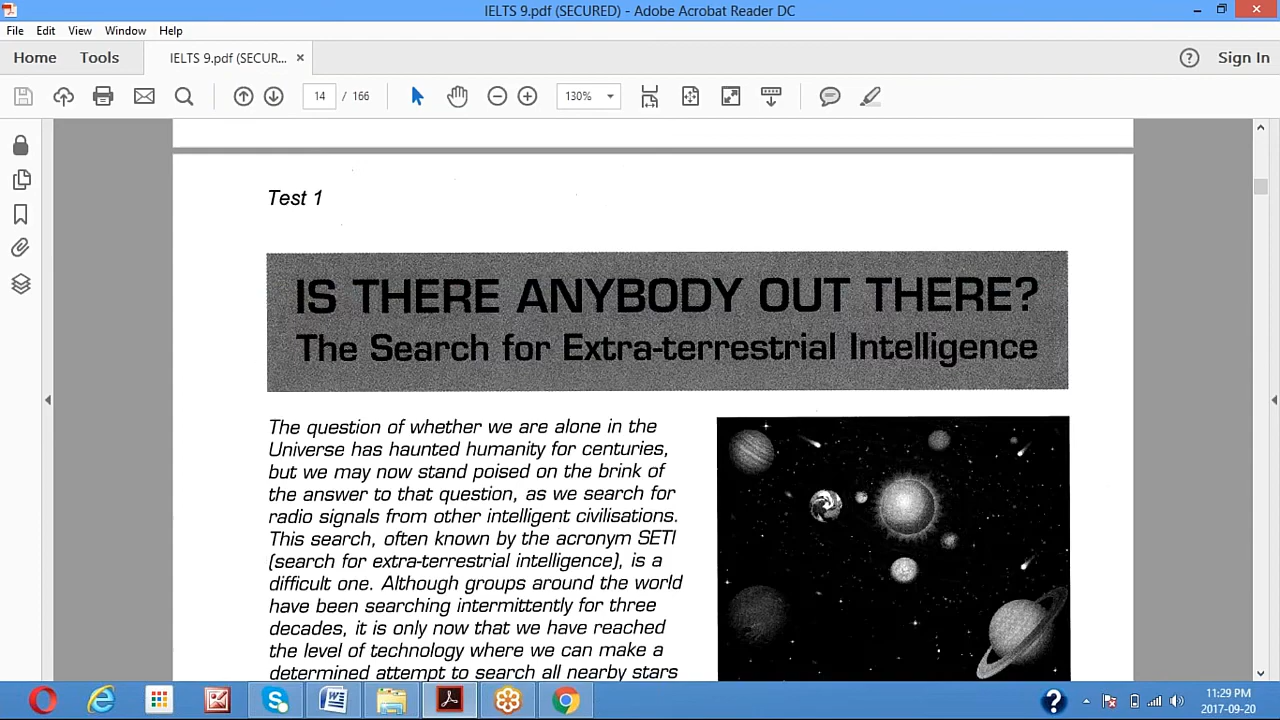 IELTS 9.pdf (SECURED) - Adobe Acrobat Reader DC
File Edit View Window Help
Home Tools IELTS 9.pdf (SECUR... × Sign In
14 / 166 130%
Test 1
IS THERE ANYBODY OUT THERE?
The Search for Extra-terrestrial Intelligence
The question of whether we are alone in the
Universe has haunted humanity for centuries,
but we may now stand poised on the brink of
the answer to that question, as we search for
radio signals from other intelligent civilisations.
This search, often known by the acronym SETI
(search for extra-terrestrial intelligence), is a
difficult one. Although groups around the world
have been searching intermittently for three
decades, it is only now that we have reached
the level of technology where we can make a
determined attempt to search all nearby stars
11:29 PM
2017-09-20